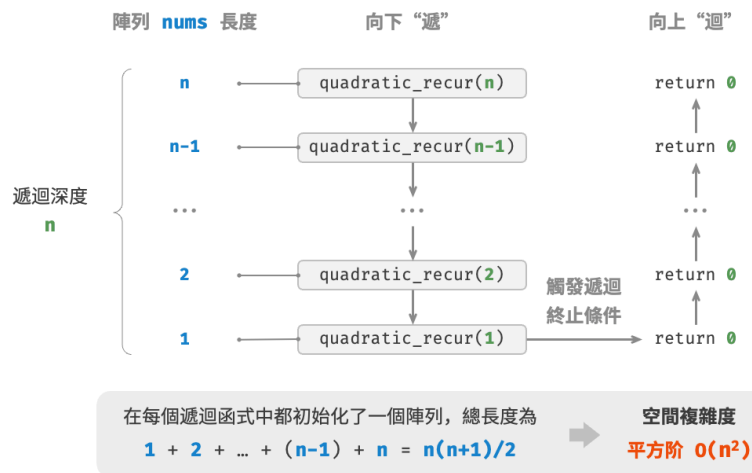 陣列 nums 長度 向下“遞” 向上“迴”
n quadratic_recur(n) return 0
n-1 quadratic_recur(n-1) return 0
遞迴深度
n
... ... ...
2 quadratic_recur(2) return 0
觸發遞迴
終止條件
1 quadratic_recur(1) return 0
在每個遞迴函式中都初始化了一個陣列，總長度為
1 + 2 + … + (n-1) + n = n(n+1)/2
空間複雜度
平方阶 O(n²)